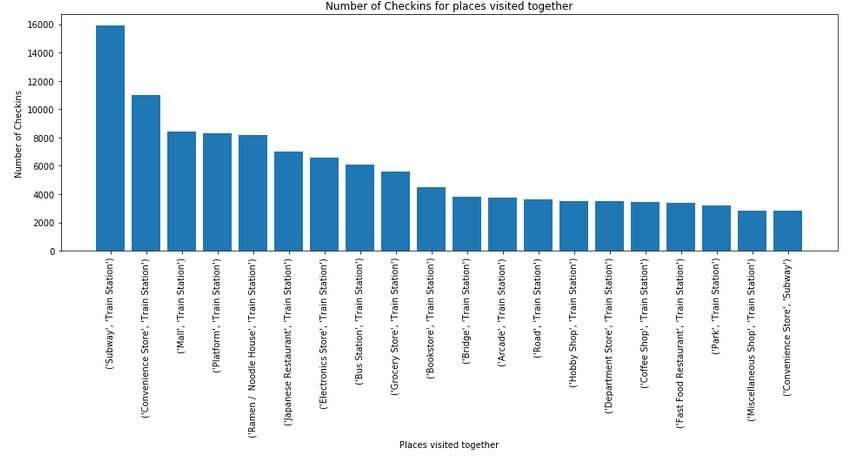 Number of Checkins for places visited together
Number of Checkins
16000
14000
12000
10000
8000
6000
4000
2000
0
('Subway', 'Train Station')
('Convenience Store', 'Train Station')
('Mall', 'Train Station')
('Platform', 'Train Station')
('Ramen /  Noodle House', 'Train Station')
('Japanese Restaurant', 'Train Station')
('Electronics Store', 'Train Station')
('Bus Station', 'Train Station')
('Grocery Store', 'Train Station')
('Bookstore', 'Train Station')
('Bridge', 'Train Station')
('Arcade', 'Train Station')
('Road', 'Train Station')
('Hobby Shop', 'Train Station')
('Department Store', 'Train Station')
('Coffee Shop', 'Train Station')
('Fast Food Restaurant', 'Train Station')
('Park', 'Train Station')
('Miscellaneous Shop', 'Train Station')
('Convenience Store', 'Subway')
Places visited together